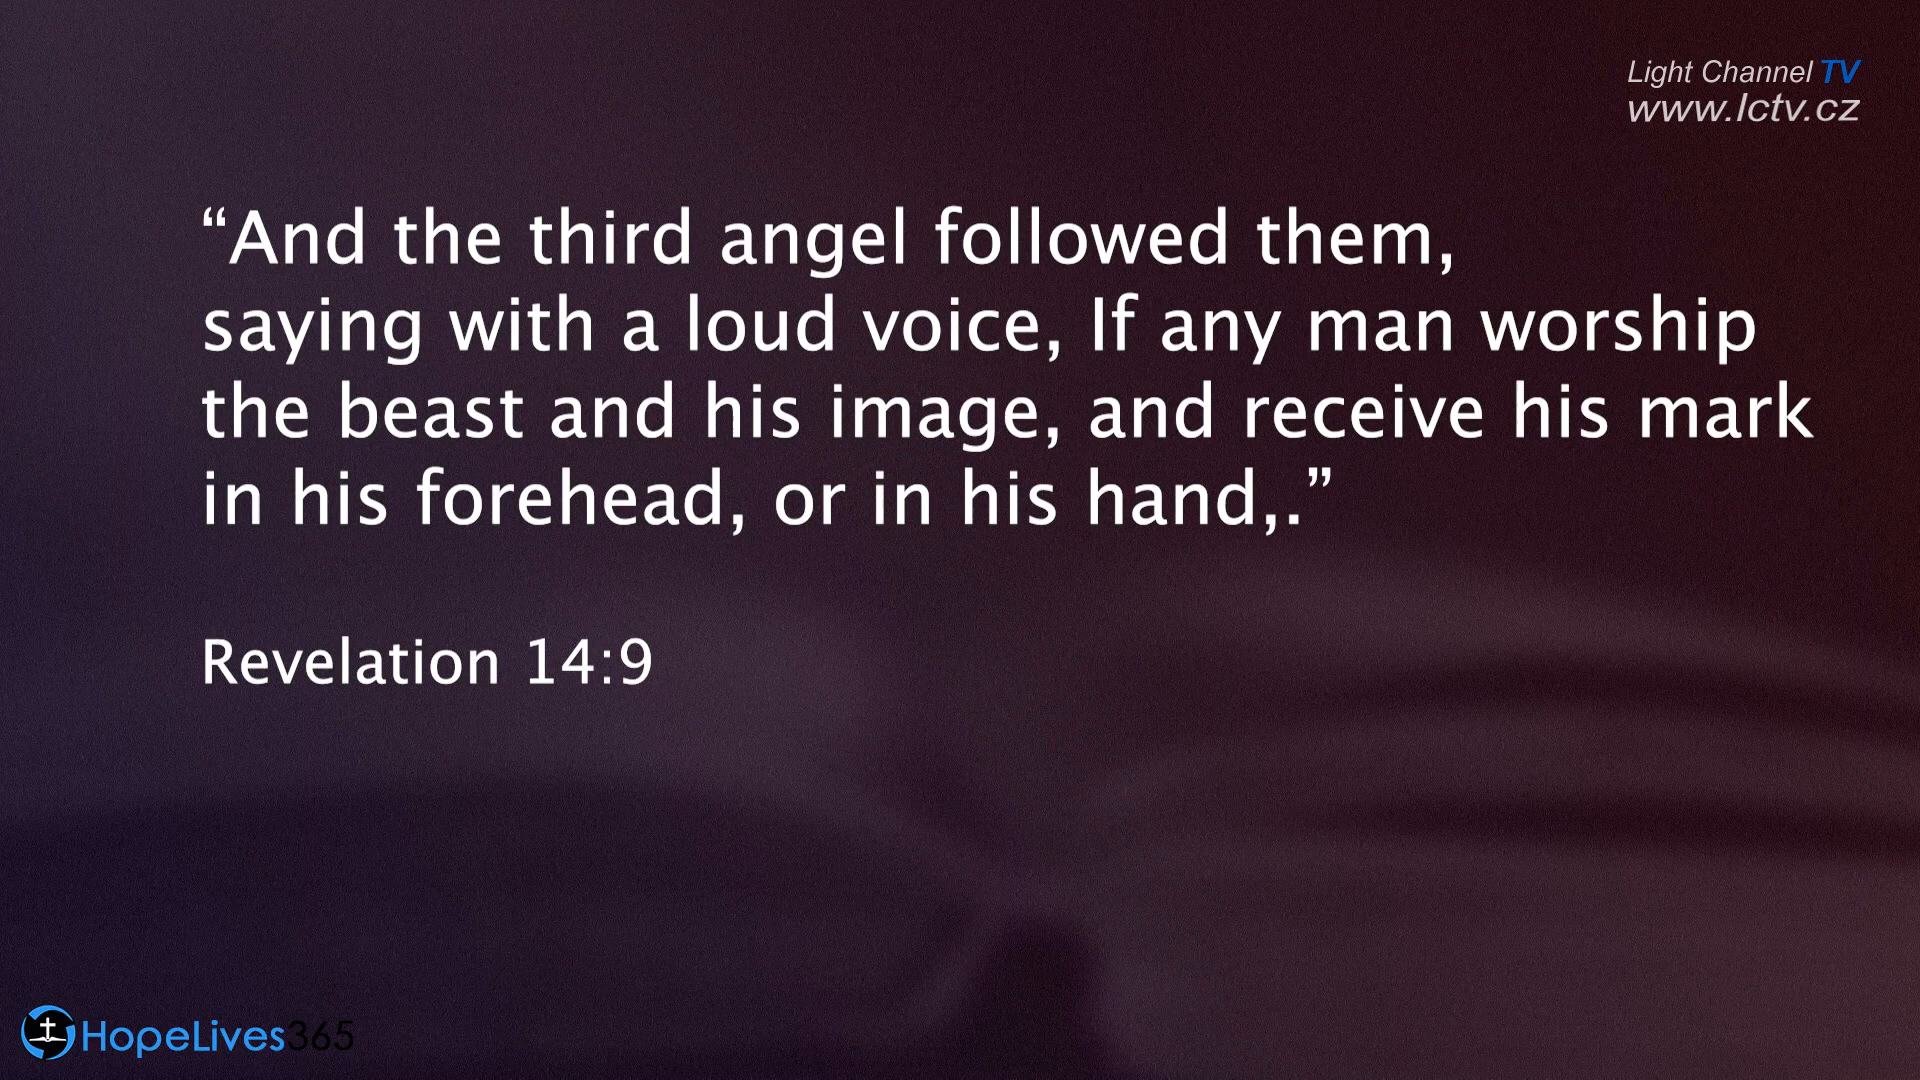 Light Channel TV
www.lctv.cz
“And the third angel followed them,
saying with a loud voice, If any man worship
the beast and his image, and receive his mark
in his forehead, or in his hand,.”
Revelation 14:9
HopeLives365